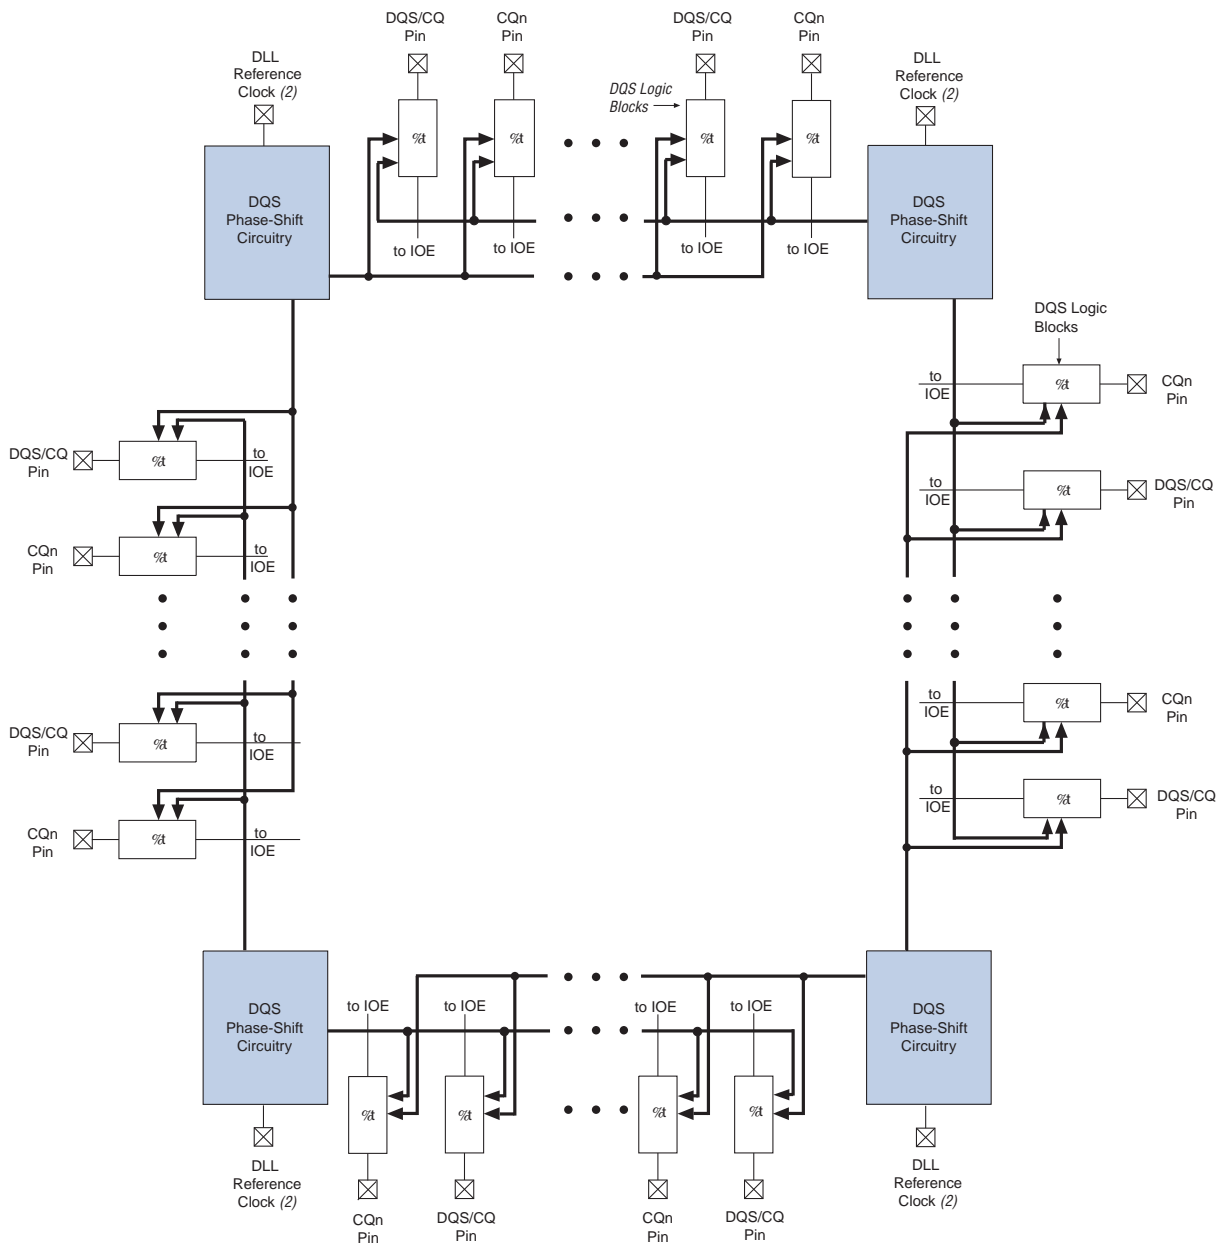 DQS/CQ
Pin
CQn
Pin
DQS/CQ
Pin
CQn
Pin
DLL
Reference
Clock (2)
DLL
Reference
Clock (2)
DQS Logic
Blocks
%t
%t
%t
%t
DQS
Phase-Shift
Circuitry
DQS
Phase-Shift
Circuitry
to IOE
to IOE
to IOE
to IOE
DQS Logic
Blocks
to
IOE
%t
CQn
Pin
DQS/CQ
Pin
%t
to
IOE
to
IOE
%t
DQS/CQ
Pin
CQn
Pin
%t
to
IOE
to
IOE
%t
CQn
Pin
DQS/CQ
Pin
%t
to
IOE
to
IOE
%t
DQS/CQ
Pin
CQn
Pin
%t
to
IOE
DQS
Phase-Shift
Circuitry
to IOE
to IOE
to IOE
to IOE
DQS
Phase-Shift
Circuitry
%t
%t
%t
%t
DLL
Reference
Clock (2)
DLL
Reference
Clock (2)
CQn
Pin
DQS/CQ
Pin
CQn
Pin
DQS/CQ
Pin